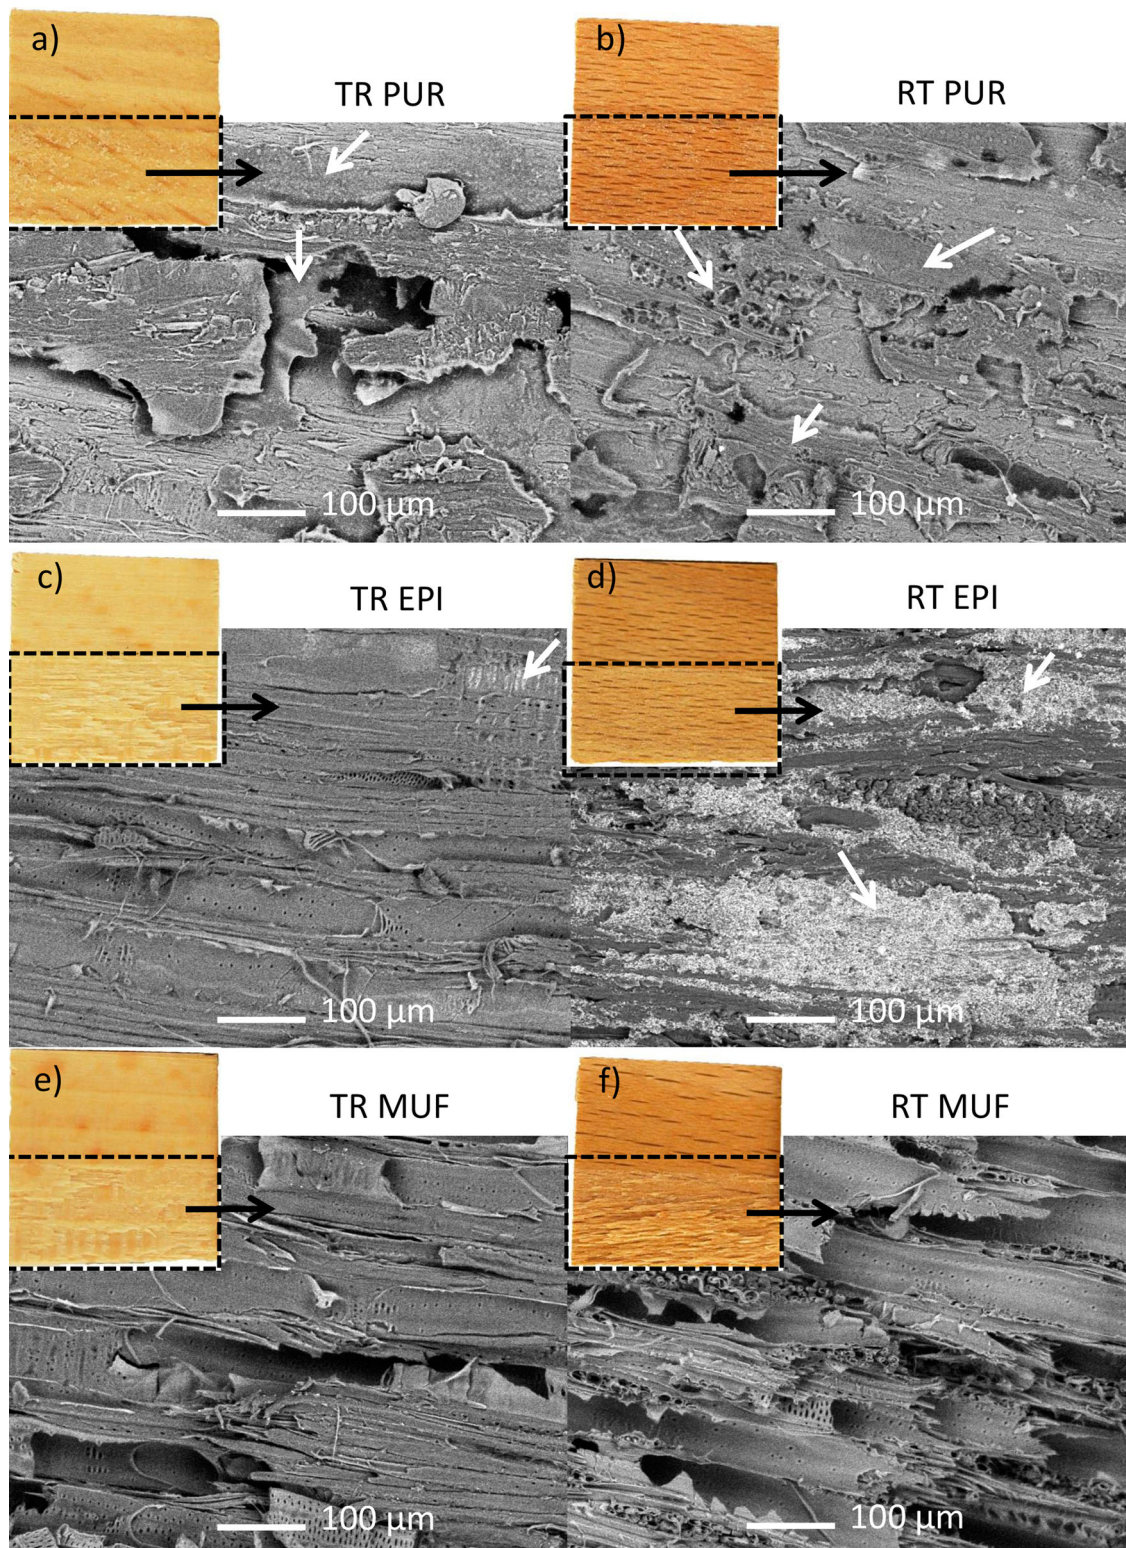 a)
TR PUR
100 µm
b)
RT PUR
100 µm
c)
TR EPI
100 µm
d)
RT EPI
100 µm
e)
TR MUF
100 µm
f)
RT MUF
100 µm